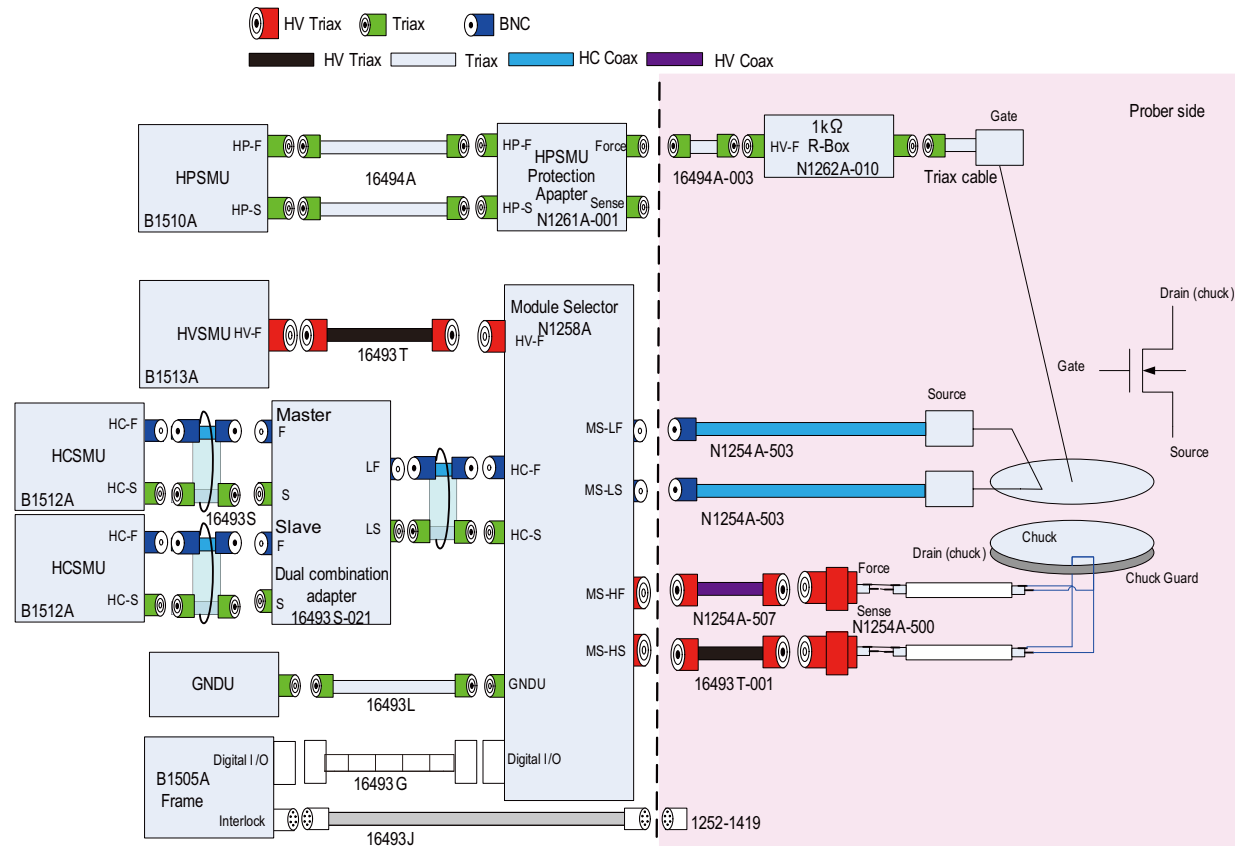 HV Triax
Triax
BNC
HV Triax
Triax
HC Coax
HV Coax
Prober side
HPSMU
B1510A
HP-F
HP-S
16494A
HP-F
HP-S
HPSMU
Protection
Apapter
N1261A-001
Force
Sense
16494A-003
1kΩ
R-Box
HV-F
N1262A-010
Triax cable
Gate
HVSMU
HV-F
B1513A
16493T
Module Selector
N1258A
HV-F
HCSMU
B1512A
HC-F
HC-S
HCSMU
B1512A
HC-F
HC-S
16493S
Master
F
S
Slave
F
S
Dual combination
adapter
16493S-021
LF
LS
HC-F
HC-S
MS-LF
MS-LS
MS-HF
MS-HS
N1254A-503
N1254A-503
Source
Source
Drain (chuck)
Gate
Source
Chuck
Drain (chuck)
Chuck Guard
Force
Sense
N1254A-500
N1254A-507
16493T-001
GNDU
16493L
GNDU
B1505A
Frame
Digital I/O
Interlock
16493G
Digital I/O
16493J
1252-1419